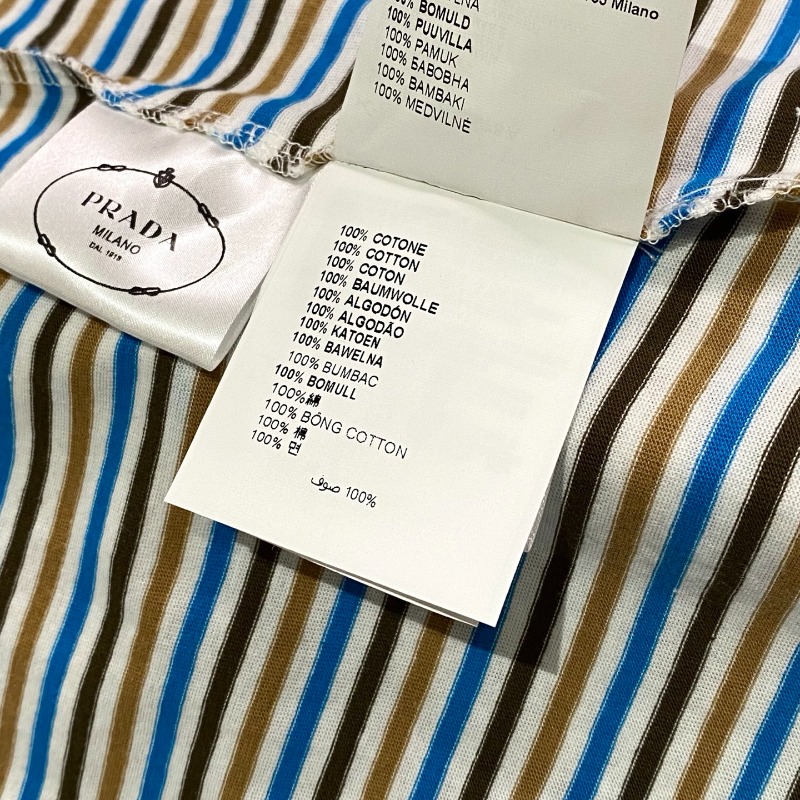 Milano
100% BOMULD
100% PUUVILLA
100% PAMUK
100% БABOBHA
100% BAMBAKI
100% MEDVILNĖ
PRADA
MILANO
DAL 1913
100% COTONE
100% COTTON
100% COTON
100% BAUMWOLLE
100% ALGODÓN
100% ALGODÃO
100% KATOEN
100% BAWEŁNA
100% BUMBAC
100% BOMULL
100%綿
100% BÔNG COTTON
100% 棉
100% 면
100% صوف